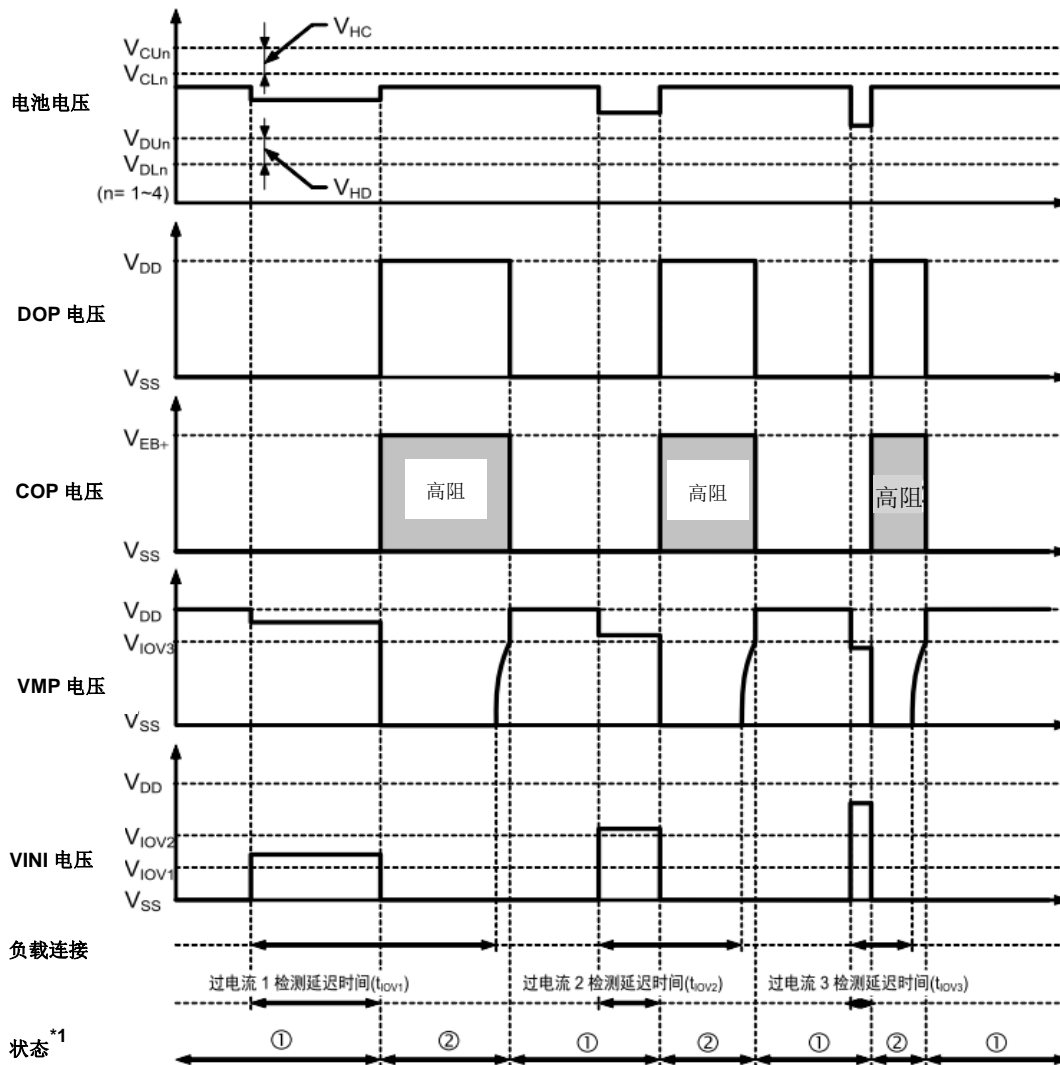 V_CUn
V_HC
V_CLn
电池电压
V_DUn
V_DLn
(n= 1~4)
V_HD
V_DD
DOP 电压
V_SS
V_EB+
COP 电压
高阻
高阻
高阻
V_SS
V_DD
V_IOV3
VMP 电压
V_SS
V_DD
V_IOV2
VINI 电压
V_IOV1
V_SS
负载连接
过电流 1 检测延迟时间(t_IOV1)
过电流 2 检测延迟时间(t_IOV2)
过电流 3 检测延迟时间(t_IOV3)
状态*1
① ② ① ② ① ② ①